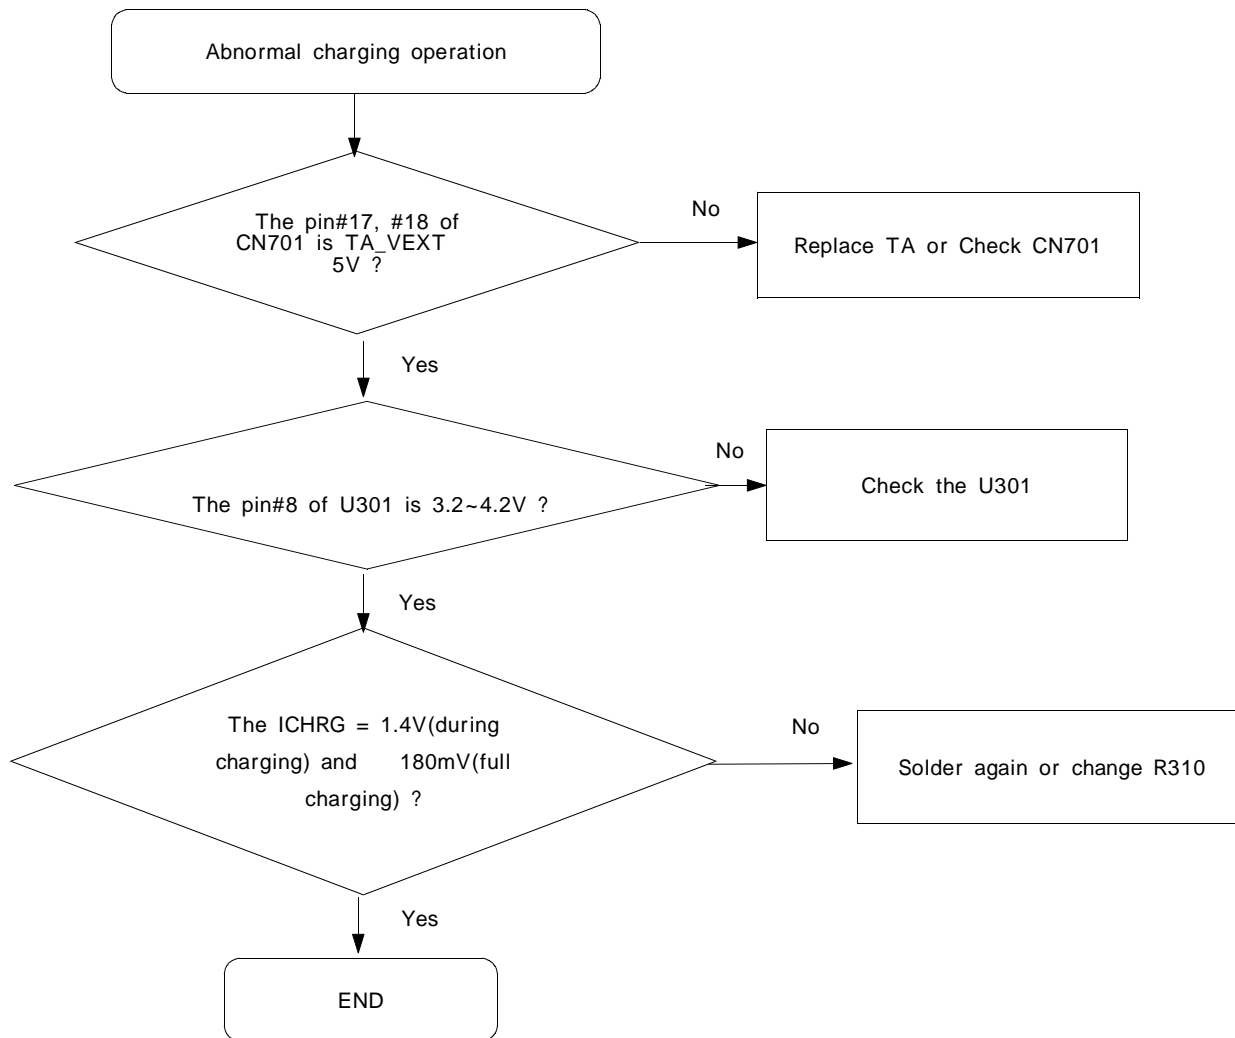 Abnormal charging operation
The pin#17, #18 of
CN701 is TA_VEXT
5V ?
No
Replace TA or Check CN701
Yes
The pin#8 of U301 is 3.2~4.2V ?
No
Check the U301
Yes
The ICHRG = 1.4V(during
charging) and 180mV(full
charging) ?
No
Solder again or change R310
Yes
END